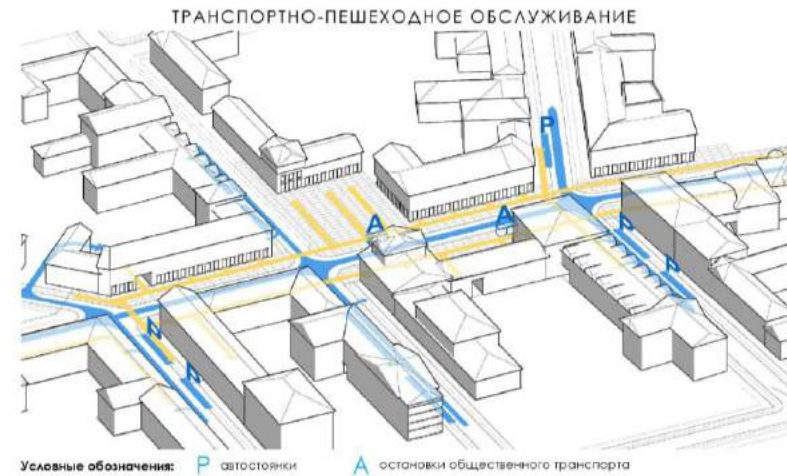 ТРАНСПОРТНО-ПЕШЕХОДНОЕ ОБСЛУЖИВАНИЕ
P
A
A
P
P
P
P
Условные обозначения: P автостоянки A остановки общественного транспорта